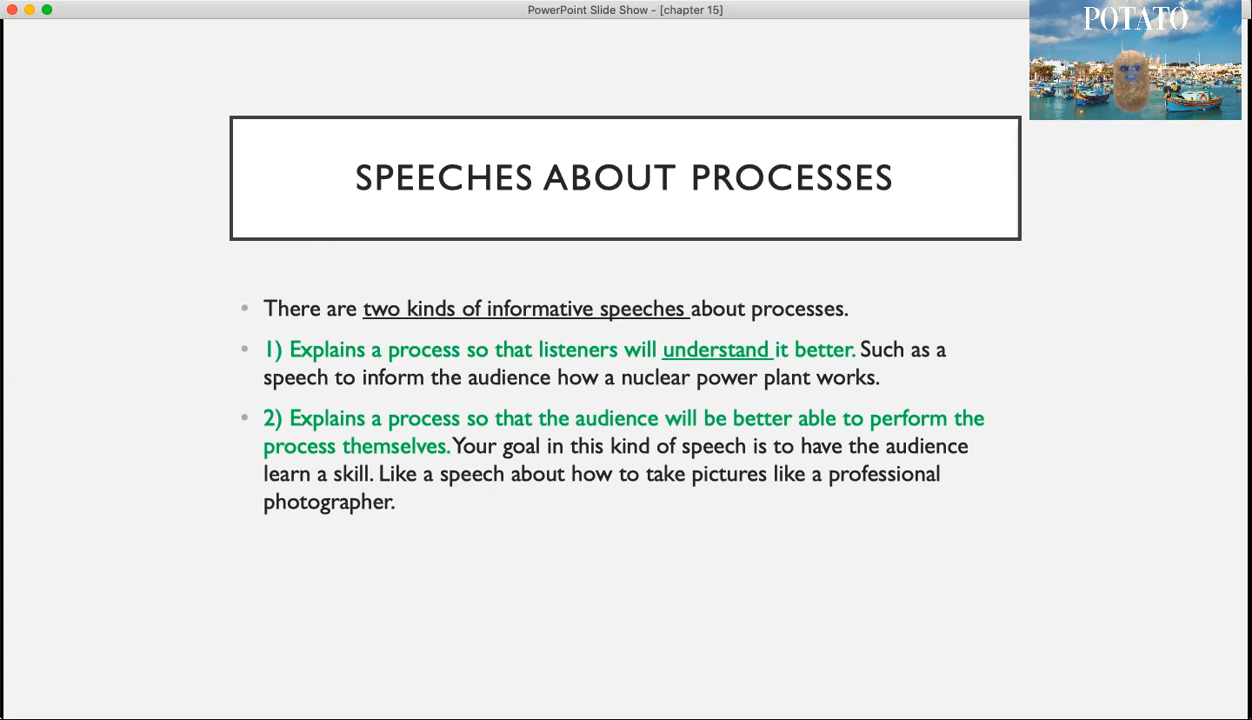 PowerPoint Slide Show - [chapter 15]
POTATO
SPEECHES ABOUT PROCESSES
• There are two kinds of informative speeches about processes.
• 1) Explains a process so that listeners will understand it better. Such as a
speech to inform the audience how a nuclear power plant works.
• 2) Explains a process so that the audience will be better able to perform the
process themselves. Your goal in this kind of speech is to have the audience
learn a skill. Like a speech about how to take pictures like a professional
photographer.